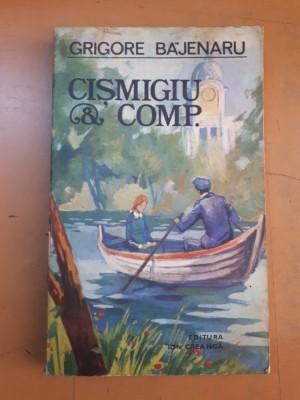 GRIGORE BĂJENARU
CIȘMIGIU
& COMP.
EDITURA
ION CREANGĂ